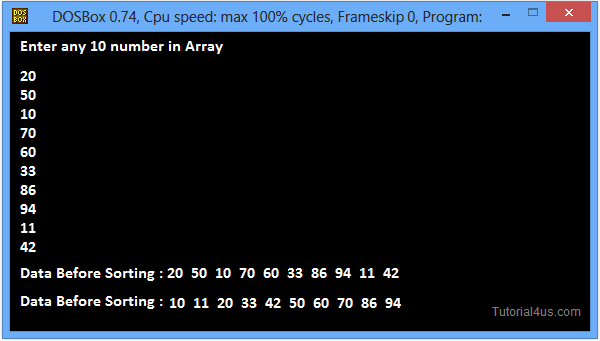 DOS BOX DOSBox 0.74, Cpu speed: max 100% cycles, Frameskip 0, Program:
Enter any 10 number in Array
20
50
10
70
60
33
86
94
11
42
Data Before Sorting : 20 50 10 70 60 33 86 94 11 42
Data Before Sorting : 10 11 20 33 42 50 60 70 86 94
Tutorial4us.com